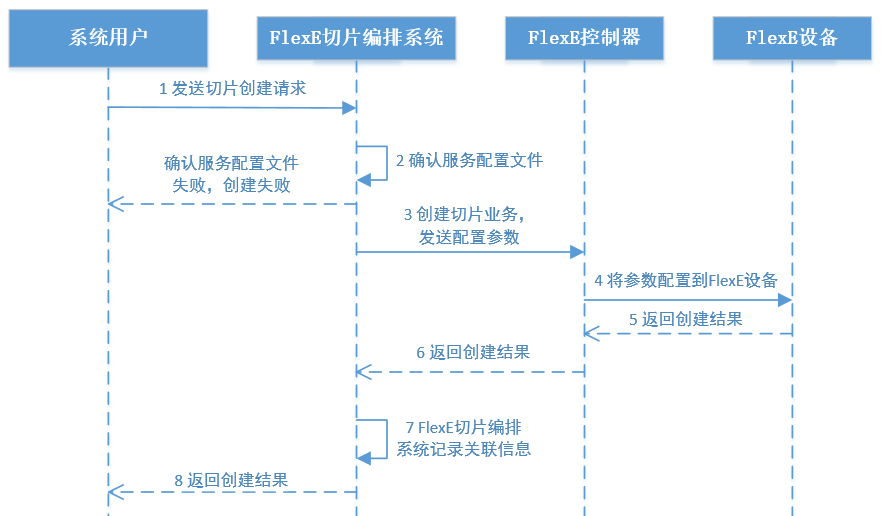 系统用户
FlexE切片编排系统
FlexE控制器
FlexE设备
1 发送切片创建请求
2 确认服务配置文件
确认服务配置文件
失败，创建失败
3 创建切片业务，
发送配置参数
4 将参数配置到FlexE设备
5 返回创建结果
6 返回创建结果
7 FlexE切片编排
系统记录关联信息
8 返回创建结果